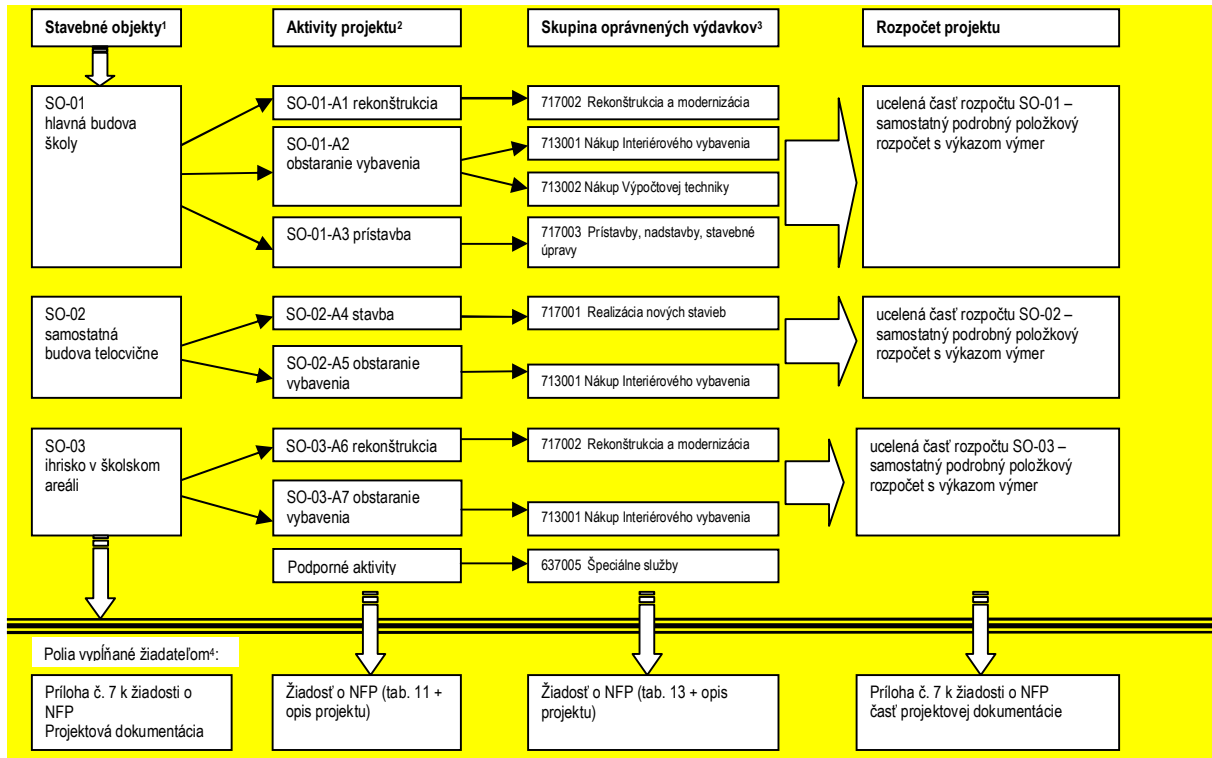 Stavebné objekty¹
Aktivity projektu²
Skupina oprávnených výdavkov³
Rozpočet projektu
SO-01
hlavná budova
školy
SO-01-A1 rekonštrukcia
717002 Rekonštrukcia a modernizácia
SO-01-A2
obstaranie vybavenia
713001 Nákup Interiérového vybavenia
713002 Nákup Výpočtovej techniky
SO-01-A3 prístavba
717003 Prístavby, nadstavby, stavebné
úpravy
ucelená časť rozpočtu SO-01 –
samostatný podrobný položkový
rozpočet s výkazom výmer
SO-02
samostatná
budova telocvične
SO-02-A4 stavba
717001 Realizácia nových stavieb
SO-02-A5 obstaranie
vybavenia
713001 Nákup Interiérového vybavenia
ucelená časť rozpočtu SO-02 –
samostatný podrobný položkový
rozpočet s výkazom výmer
SO-03
ihrisko v školskom
areáli
SO-03-A6 rekonštrukcia
717002 Rekonštrukcia a modernizácia
SO-03-A7 obstaranie
vybavenia
713001 Nákup Interiérového vybavenia
ucelená časť rozpočtu SO-03 –
samostatný podrobný položkový
rozpočet s výkazom výmer
Podporné aktivity
637005 Špeciálne služby
Polia vypĺňané žiadateľom⁴:
Príloha č. 7 k žiadosti o
NFP
Projektová dokumentácia
Žiadosť o NFP (tab. 11 +
opis projektu)
Žiadosť o NFP (tab. 13 + opis
projektu)
Príloha č. 7 k žiadosti o NFP
časť projektovej dokumentácie